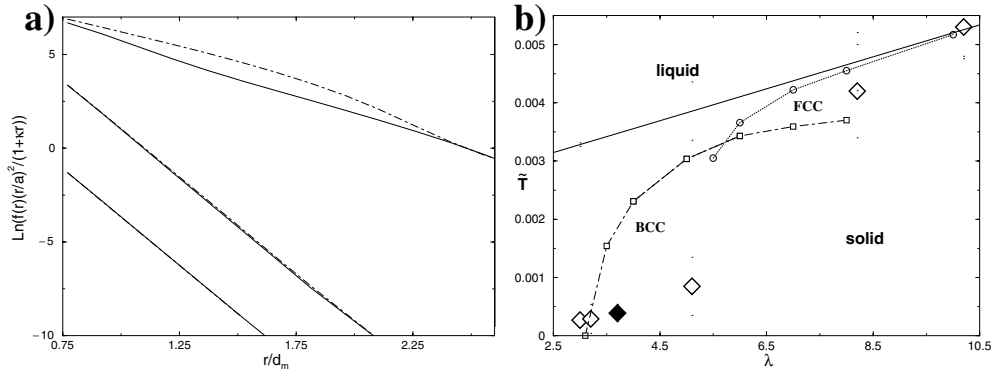 a)
Ln(f(r)(r/a)²/(1+κr))
5
0
−5
−10
0.75
1.25
1.75
2.25
r/dₘ
b)
T̃
0.005
0.004
0.003
0.002
0.001
0
2.5
4.5
6.5
8.5
10.5
λ
liquid
FCC
BCC
solid